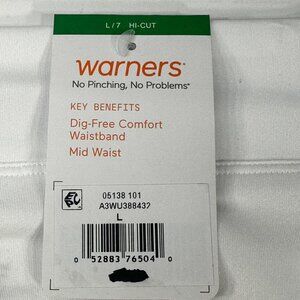 L / 7 HI-CUT
warners®
No Pinching, No Problems®
KEY BENEFITS
Dig-Free Comfort
Waistband
Mid Waist
05138 101
A3WU388432
L
0 52883 76504 0